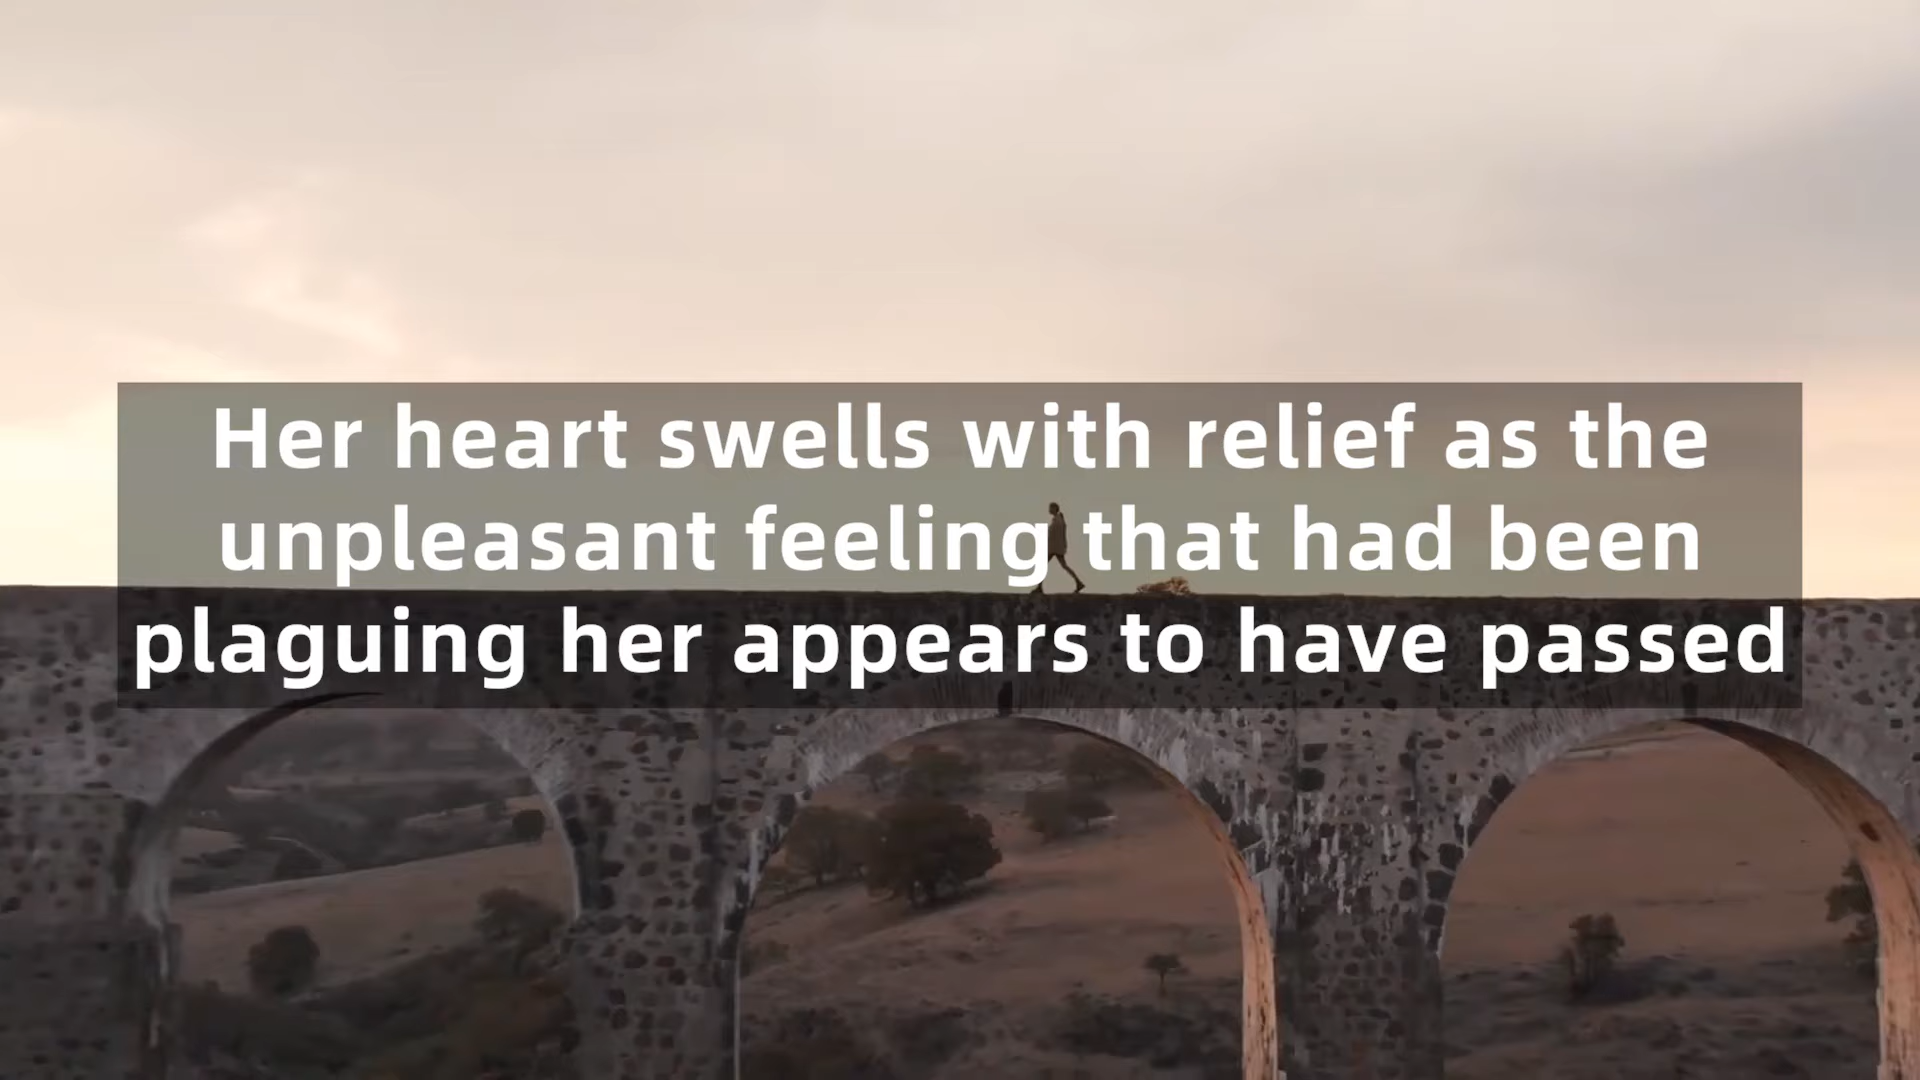 Her heart swells with relief as the
unpleasant feeling that had been
plaguing her appears to have passed